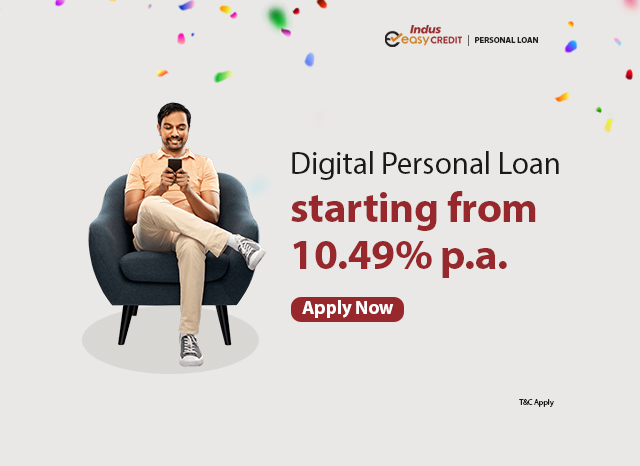 Indus
easy CREDIT | PERSONAL LOAN
Digital Personal Loan
starting from
10.49% p.a.
Apply Now
T&C Apply